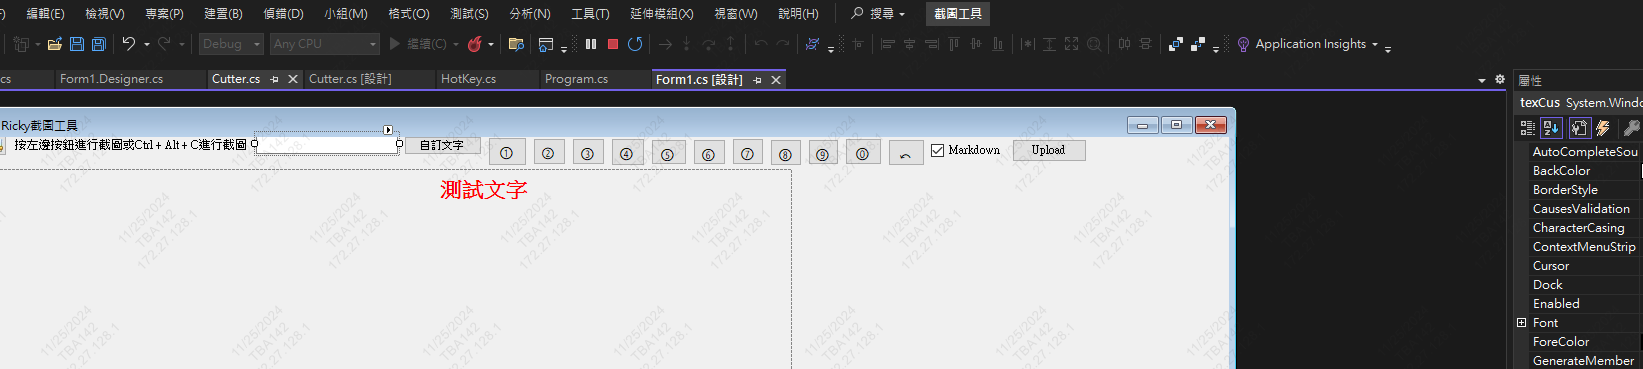 編輯(E) 檢視(V) 專案(P) 建置(B) 偵錯(D) 小組(M) 格式(O) 測試(S) 分析(N) 工具(T) 延伸模組(X) 視窗(W) 說明(H) 搜尋 截圖工具
Debug Any CPU 繼續(C) Application Insights
cs Form1.Designer.cs Cutter.cs Cutter.cs [設計] HotKey.cs Program.cs Form1.cs [設計] 屬性
texCus System.Windo
Ricky截圖工具
按左邊按鈕進行截圖或Ctrl + Alt + C進行截圖 自訂文字 ① ② ③ ④ ⑤ ⑥ ⑦ ⑧ ⑨ ⓪ Markdown Upload
測試文字
AutoCompleteSou
BackColor
BorderStyle
CausesValidation
CharacterCasing
ContextMenuStrip
Cursor
Dock
Enabled
Font
ForeColor
GenerateMember
11/25/2024
TBA142
172.27.128.1